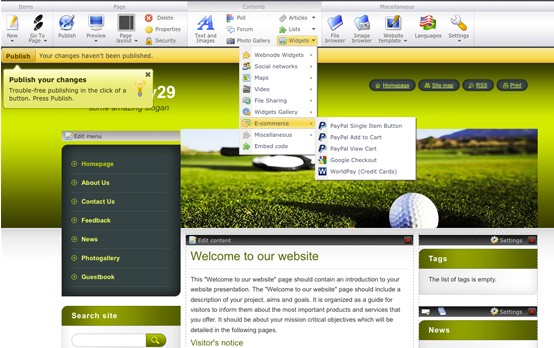 Items
Page
Contents
Miscellaneous
New
Go To Page
Preview
Page layout
Delete
Properties
Security
Text and Images
Poll
Forum
Photo Gallery
Articles
Lists
Widgets
File browser
Image browser
Website template
Languages
Settings
Publish
Your changes haven't been published.
Publish your changes
Trouble-free publishing in the click of a button. Press Publish.
y29
some amazing slogan
Webnode Widgets
Social networks
Maps
Video
File Sharing
Widgets Gallery
E-commerce
Miscellaneous
Embed code
PayPal Single Item Button
PayPal Add to Cart
PayPal View Cart
Google Checkout
WorldPay (Credit Cards)
Homepage
Site map
RSS
Print
Edit menu
Homepage
About Us
Contact Us
Feedback
News
Photogallery
Guestbook
Search site
Edit content
Settings
Welcome to our website
This "Welcome to our website" page should contain an introduction to your
website presentation. The "Welcome to our website" page should include a
description of your project, aims and goals. It is organized as a guide for
visitors to inform them about the most important products and services that
you offer. It should be about your mission critical objectives which will be
detailed in the following pages.
Visitor's notice
Settings
Tags
The list of tags is empty.
Settings
News